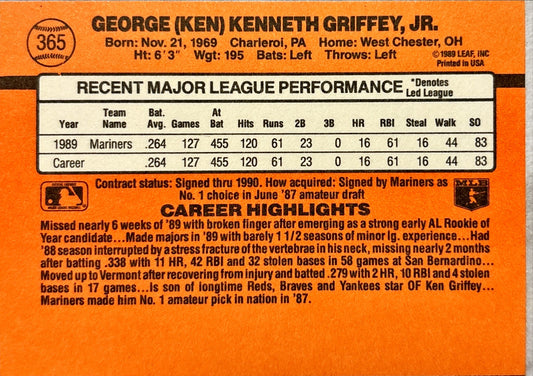 365
GEORGE (KEN) KENNETH GRIFFEY, JR.
Born: Nov. 21, 1969 Charleroi, PA Home: West Chester, OH
Ht: 6'3" Wgt: 195 Bats: Left Throws: Left
©1989 LEAF, INC
Printed in USA
RECENT MAJOR LEAGUE PERFORMANCE *Denotes Led League
Year Team Name Bat. Avg. Games At Bat Hits Runs 2B 3B HR RBI Steal Walk SO
1989 Mariners .264 127 455 120 61 23 0 16 61 16 44 83
Career .264 127 455 120 61 23 0 16 61 16 44 83
Contract status: Signed thru 1990. How acquired: Signed by Mariners as
No. 1 choice in June '87 amateur draft
MLB
CAREER HIGHLIGHTS
Missed nearly 6 weeks of '89 with broken finger after emerging as a strong early AL Rookie of
Year candidate...Made majors in '89 with barely 1 1/2 seasons of minor lg. experience...Had
'88 season interrupted by a stress fracture of the vertebrae in his neck, missing nearly 2 months
after batting .338 with 11 HR, 42 RBI and 32 stolen bases in 58 games at San Bernardino...
Moved up to Vermont after recovering from injury and batted .279 with 2 HR, 10 RBI and 4 stolen
bases in 17 games...Is son of longtime Reds, Braves and Yankees star OF Ken Griffey...
Mariners made him No. 1 amateur pick in nation in '87.